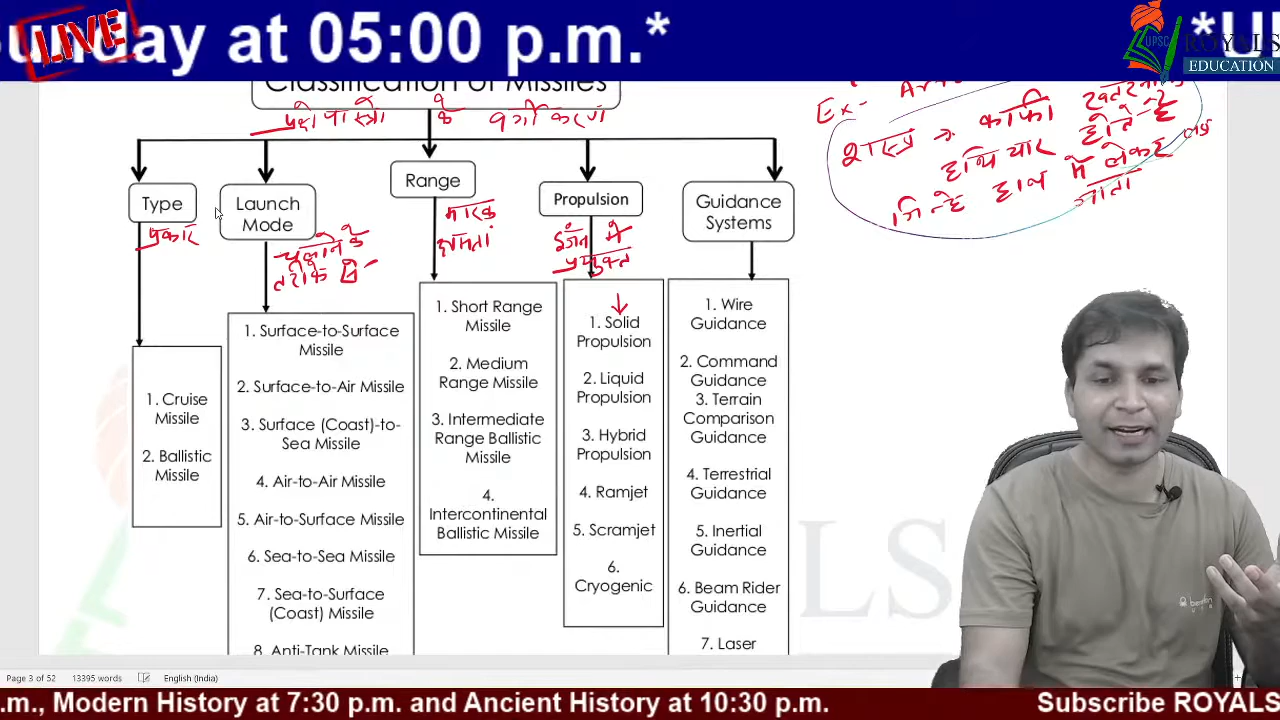 Sunday at 05:00 p.m.*
LIVE
UPSC
ROYALS
EDUCATION
Classification of Missiles
के वर्गीकरण
Ex-
शस्त्र → काफी
हथियार होते है
जिन्हे हाथ में लेकर
जाता
Type
प्रकार
Launch
Mode
चलाने के
Range
मारक
क्षमता
Propulsion
इंजन में
प्रयुक्त
Guidance
Systems
1. Cruise
Missile
2. Ballistic
Missile
1. Surface-to-Surface
Missile
2. Surface-to-Air Missile
3. Surface (Coast)-to-
Sea Missile
4. Air-to-Air Missile
5. Air-to-Surface Missile
6. Sea-to-Sea Missile
7. Sea-to-Surface
(Coast) Missile
8. Anti-Tank Missile
1. Short Range
Missile
2. Medium
Range Missile
3. Intermediate
Range Ballistic
Missile
4.
Intercontinental
Ballistic Missile
1. Solid
Propulsion
2. Liquid
Propulsion
3. Hybrid
Propulsion
4. Ramjet
5. Scramjet
6.
Cryogenic
1. Wire
Guidance
2. Command
Guidance
3. Terrain
Comparison
Guidance
4. Terrestrial
Guidance
5. Inertial
Guidance
6. Beam Rider
Guidance
7. Laser
Page 3 of 52 13395 words English (India)
.m., Modern History at 7:30 p.m. and Ancient History at 10:30 p.m. Subscribe ROYALS